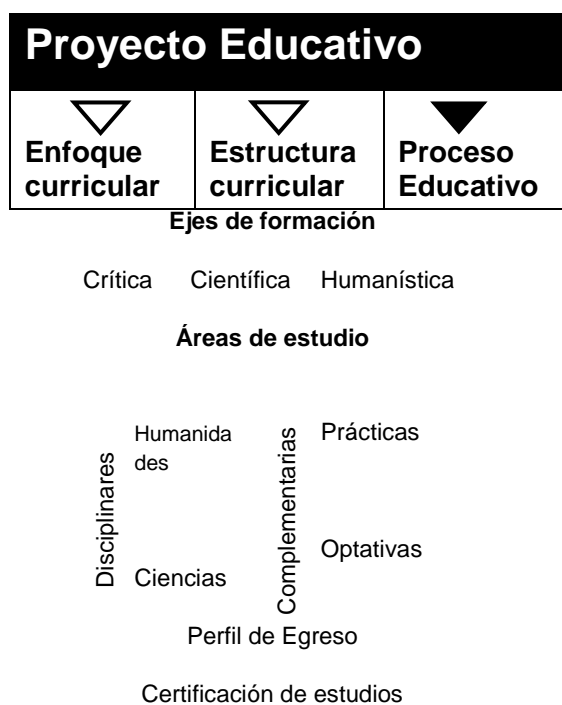 Proyecto Educativo
Enfoque
curricular
Estructura
curricular
Proceso
Educativo
Ejes de formación
Crítica Científica Humanística
Áreas de estudio
Disciplinares
Humanida
des
Ciencias
Complementarias
Prácticas
Optativas
Perfil de Egreso
Certificación de estudios